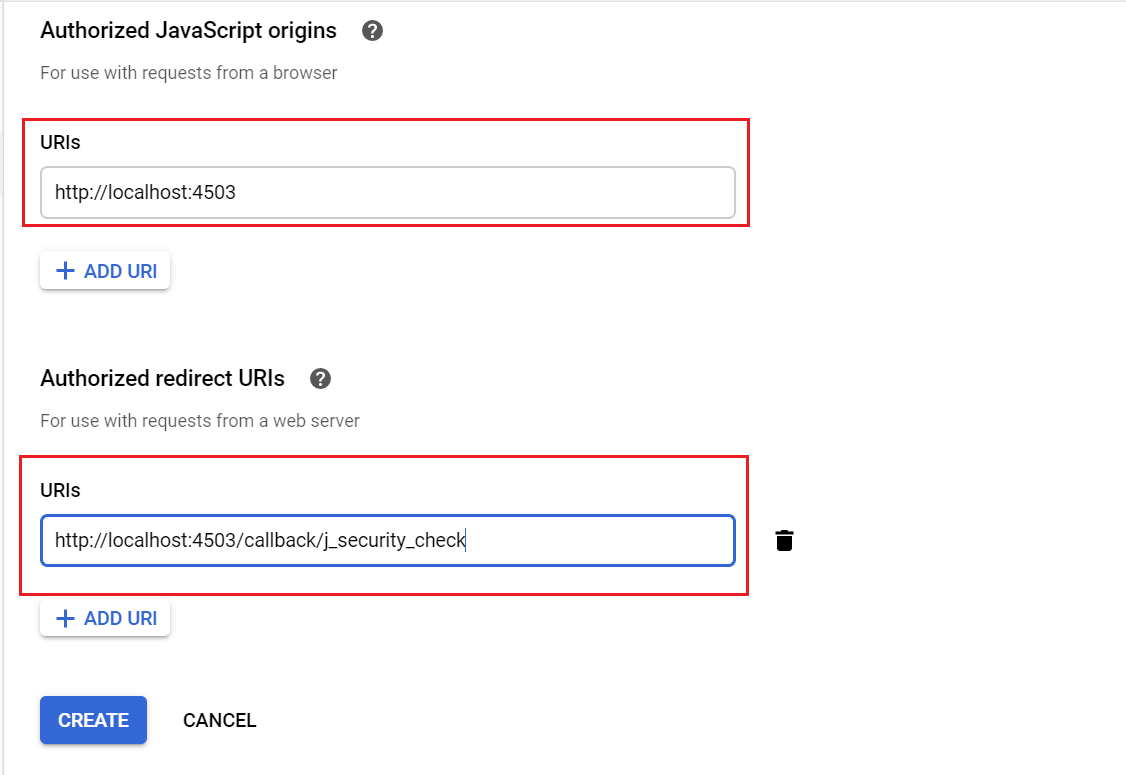 Authorized JavaScript origins ?
For use with requests from a browser
URIs
http://localhost:4503
+ ADD URI
Authorized redirect URIs ?
For use with requests from a web server
URIs
http://localhost:4503/callback/j_security_check
+ ADD URI
CREATE CANCEL